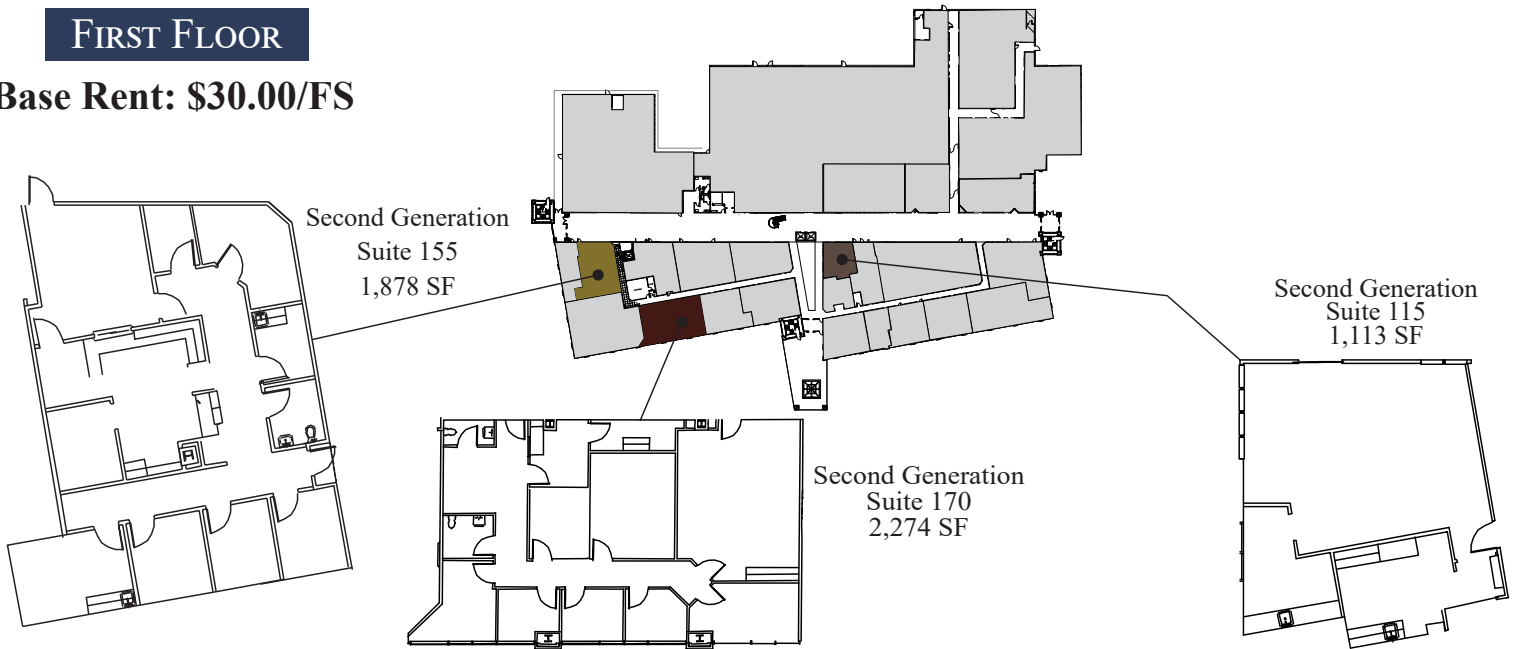 FIRST FLOOR
Base Rent: $30.00/FS
Second Generation
Suite 155
1,878 SF
Second Generation
Suite 170
2,274 SF
Second Generation
Suite 115
1,113 SF